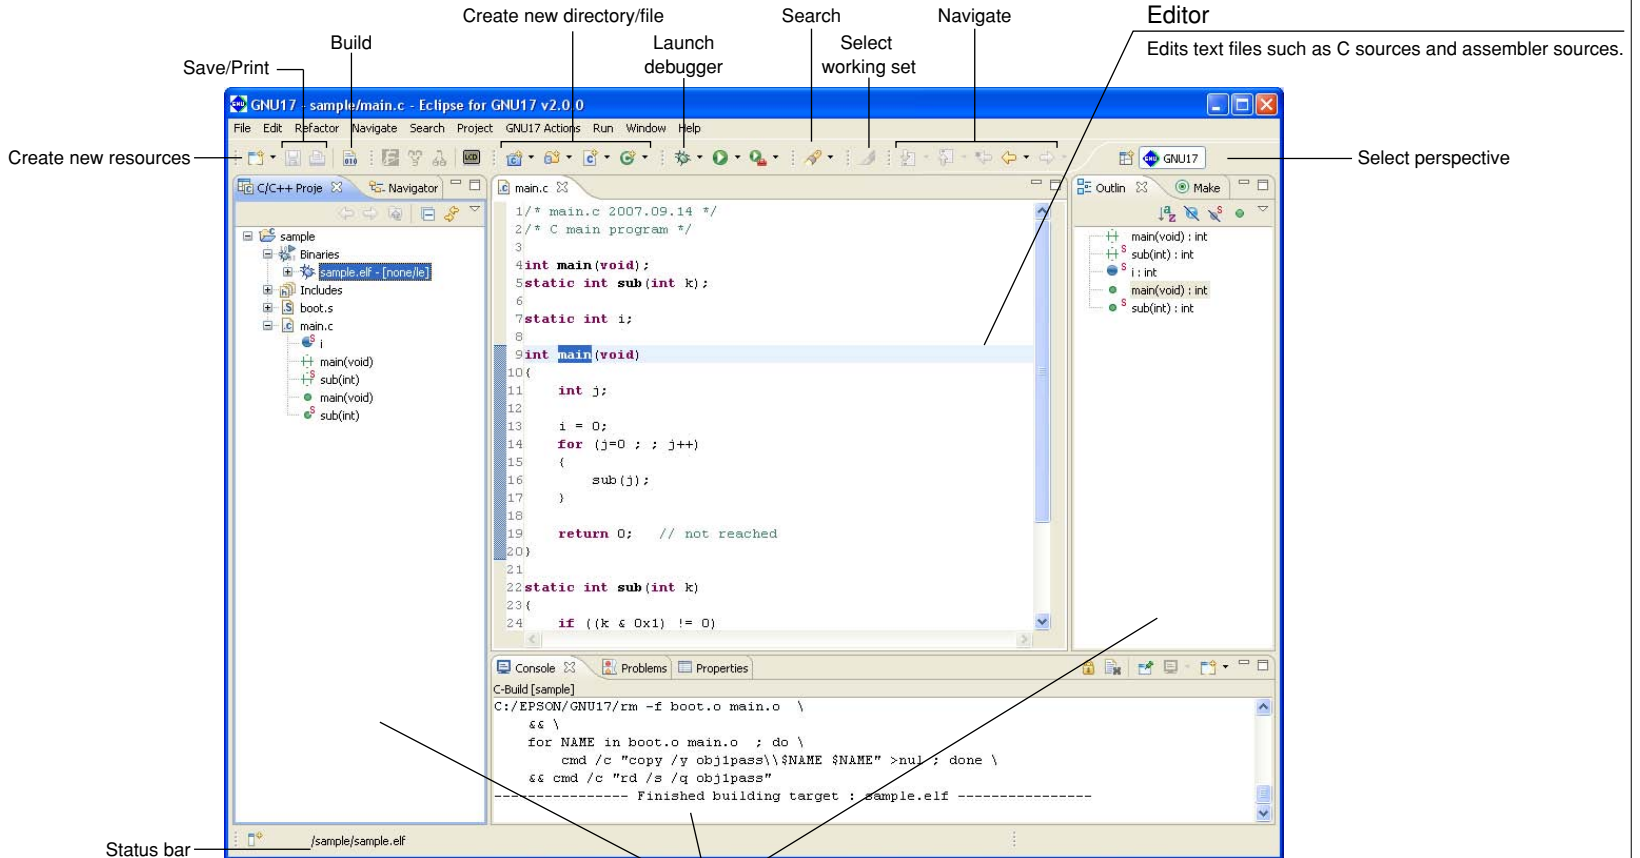 Create new directory/file
Search
Navigate
Editor
Build
Launch
debugger
Select
working set
Edits text files such as C sources and assembler sources.
Save/Print
GNU17 - sample/main.c - Eclipse for GNU17 v2.0.0
File Edit Refactor Navigate Search Project GNU17 Actions Run Window Help
Create new resources
010
LCD
GNU17
Select perspective
C/C++ Proje
Navigator
main.c
Outlin
Make
sample
Binaries
sample.elf - [none/le]
Includes
boot.s
main.c
i
main(void)
sub(int)
main(void)
sub(int)
1/* main.c 2007.09.14 */
2/* C main program */
3
4int main(void);
5static int sub(int k);
6
7static int i;
8
9int main(void)
10{
11 int j;
12
13 i = 0;
14 for (j=0 ; ; j++)
15 {
16 sub(j);
17 }
18
19 return 0; // not reached
20}
21
22static int sub(int k)
23{
24 if ((k & 0x1) != 0)
main(void) : int
sub(int) : int
i : int
main(void) : int
sub(int) : int
Console
Problems
Properties
C-Build [sample]
C:/EPSON/GNU17/rm -f boot.o main.o \
&& \
for NAME in boot.o main.o ; do \
cmd /c "copy /y obj1pass\\$NAME $NAME" >nul ; done \
&& cmd /c "rd /s /q obj1pass"
---------------- Finished building target : sample.elf ----------------
Status bar
/sample/sample.elf